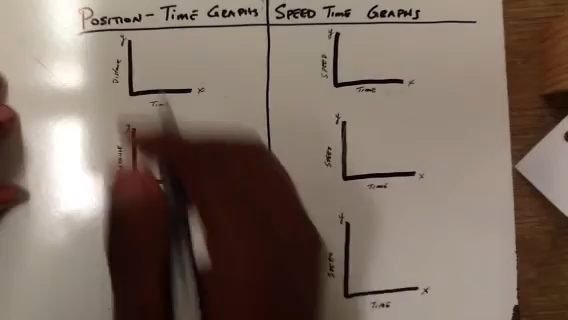 POSITION-TIME GRAPHS
SPEED TIME GRAPHS
y
DISTANCE
x
TIME
y
SPEED
x
TIME
y
y
SPEED
x
TIME
y
SPEED
x
TIME